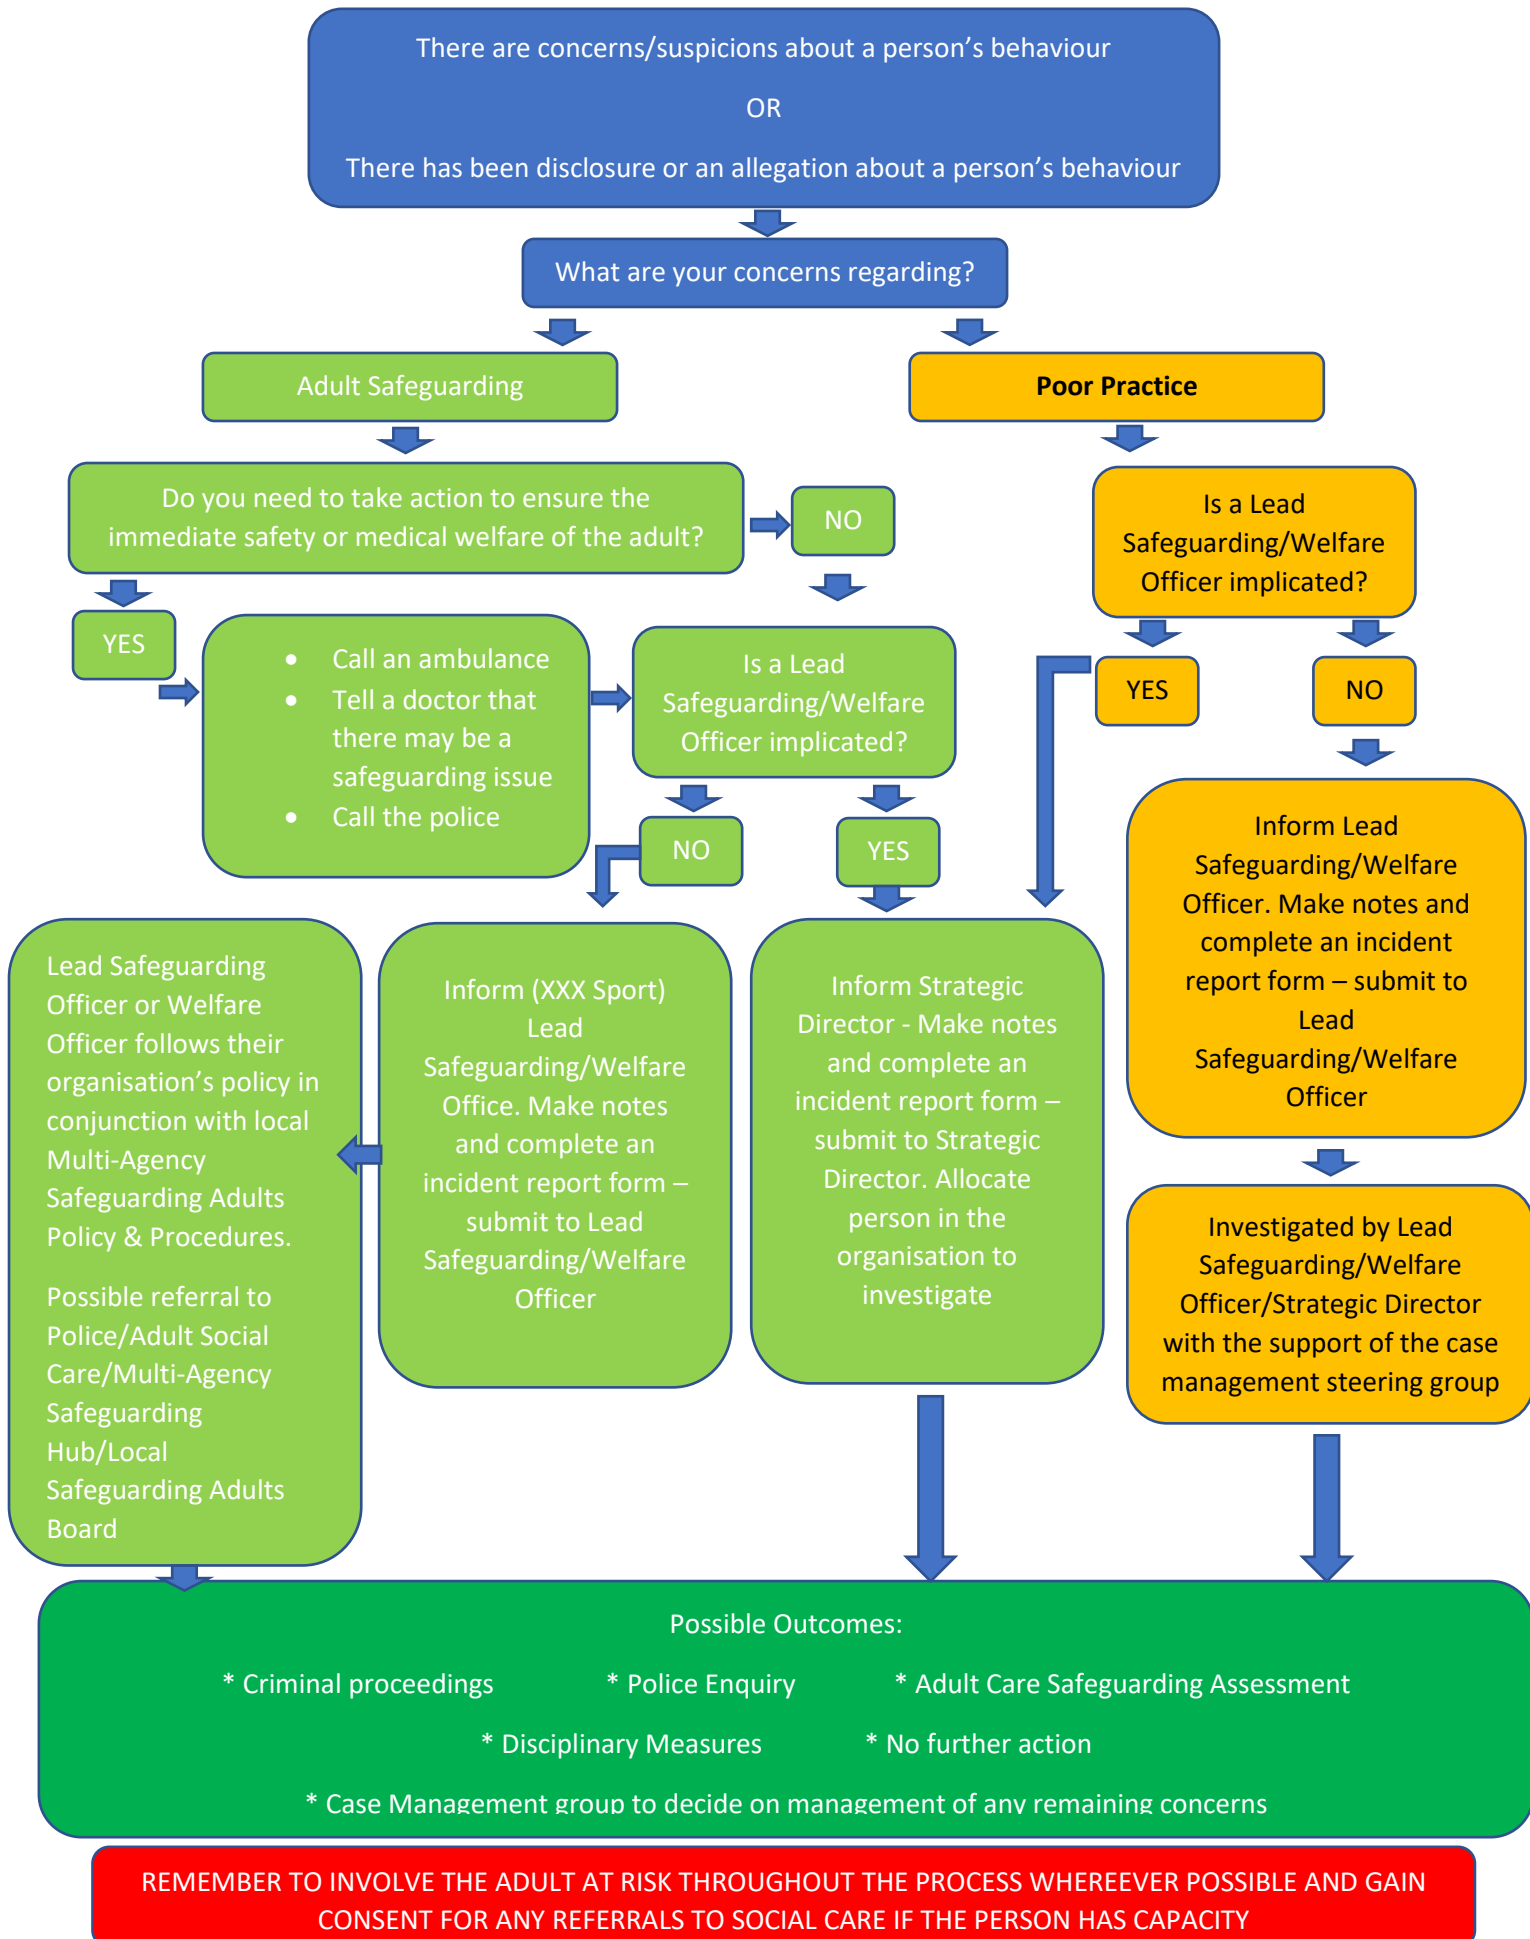 There are concerns/suspicions about a person’s behaviour
OR
There has been disclosure or an allegation about a person’s behaviour
What are your concerns regarding?
Adult Safeguarding
Poor Practice
Do you need to take action to ensure the
immediate safety or medical welfare of the adult?
NO
YES
• Call an ambulance
• Tell a doctor that
there may be a
safeguarding issue
• Call the police
Is a Lead
Safeguarding/Welfare
Officer implicated?
NO
YES
Is a Lead
Safeguarding/Welfare
Officer implicated?
YES
NO
Lead Safeguarding
Officer or Welfare
Officer follows their
organisation’s policy in
conjunction with local
Multi-Agency
Safeguarding Adults
Policy & Procedures.
Possible referral to
Police/Adult Social
Care/Multi-Agency
Safeguarding
Hub/Local
Safeguarding Adults
Board
Inform (XXX Sport)
Lead
Safeguarding/Welfare
Office. Make notes
and complete an
incident report form –
submit to Lead
Safeguarding/Welfare
Officer
Inform Strategic
Director - Make notes
and complete an
incident report form –
submit to Strategic
Director. Allocate
person in the
organisation to
investigate
Inform Lead
Safeguarding/Welfare
Officer. Make notes and
complete an incident
report form – submit to
Lead
Safeguarding/Welfare
Officer
Investigated by Lead
Safeguarding/Welfare
Officer/Strategic Director
with the support of the case
management steering group
Possible Outcomes:
* Criminal proceedings * Police Enquiry * Adult Care Safeguarding Assessment
* Disciplinary Measures * No further action
* Case Management group to decide on management of any remaining concerns
REMEMBER TO INVOLVE THE ADULT AT RISK THROUGHOUT THE PROCESS WHEREEVER POSSIBLE AND GAIN
CONSENT FOR ANY REFERRALS TO SOCIAL CARE IF THE PERSON HAS CAPACITY